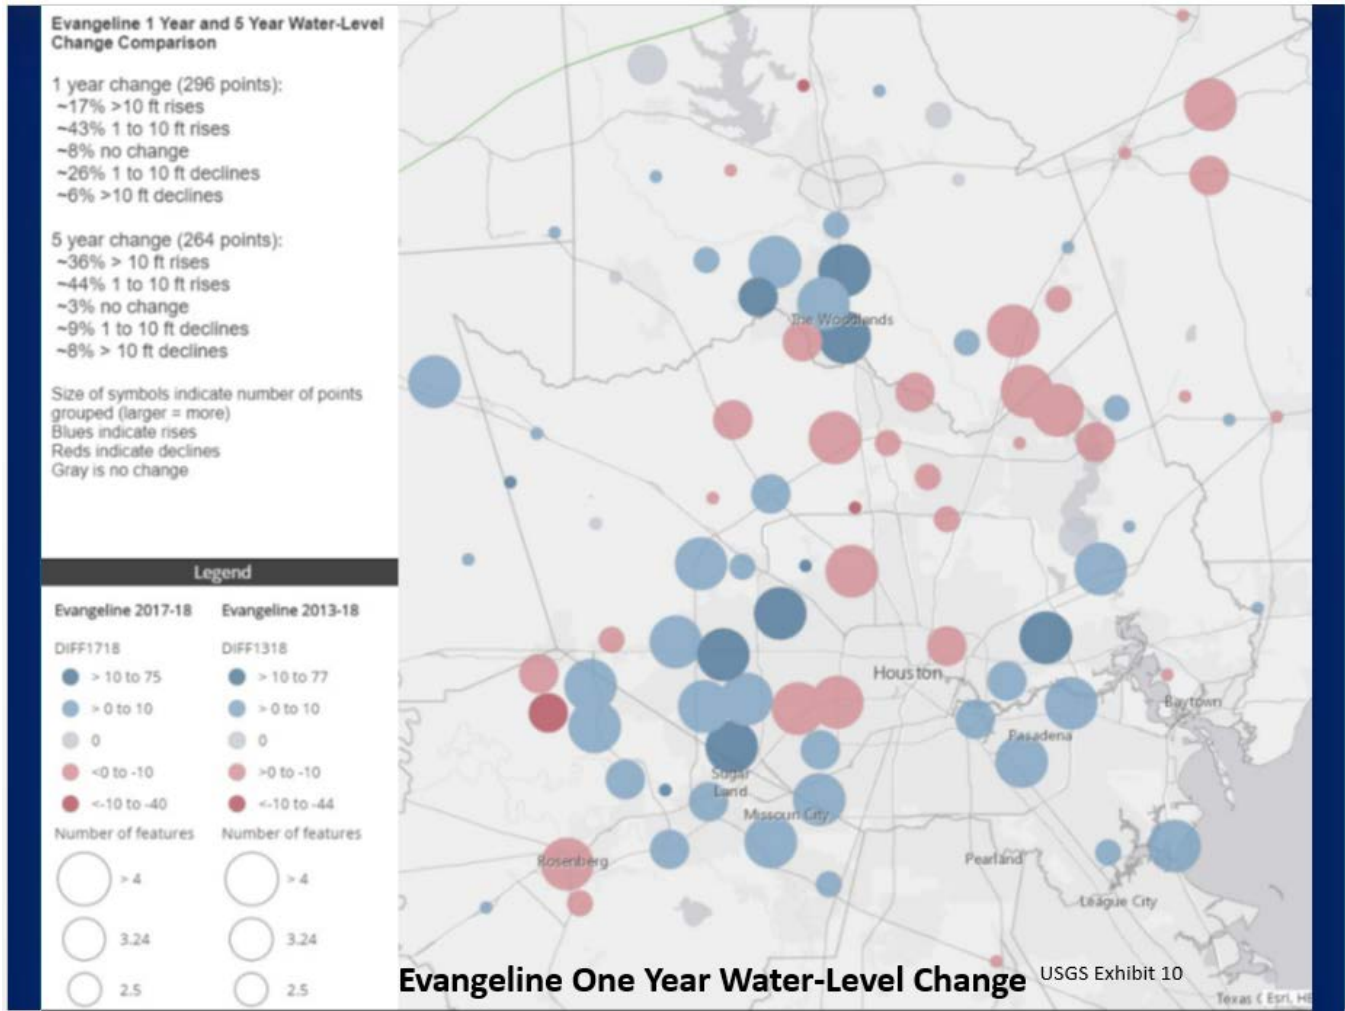 Evangeline 1 Year and 5 Year Water-Level
Change Comparison
1 year change (296 points):
~17% >10 ft rises
~43% 1 to 10 ft rises
~8% no change
~26% 1 to 10 ft declines
~6% >10 ft declines
5 year change (264 points):
~36% > 10 ft rises
~44% 1 to 10 ft rises
~3% no change
~9% 1 to 10 ft declines
~8% > 10 ft declines
Size of symbols indicate number of points
grouped (larger = more)
Blues indicate rises
Reds indicate declines
Gray is no change
Legend
Evangeline 2017-18 Evangeline 2013-18
DIFF1718 DIFF1318
> 10 to 75 > 10 to 77
> 0 to 10 > 0 to 10
0 0
<0 to -10 >0 to -10
<-10 to -40 <-10 to -44
Number of features Number of features
> 4 > 4
3.24 3.24
2.5 2.5
The Woodlands
Houston
Baytown
Pasadena
Sugar
Land
Missouri City
Rosenberg
Pearland
League City
Evangeline One Year Water-Level Change
USGS Exhibit 10
Esri, HE